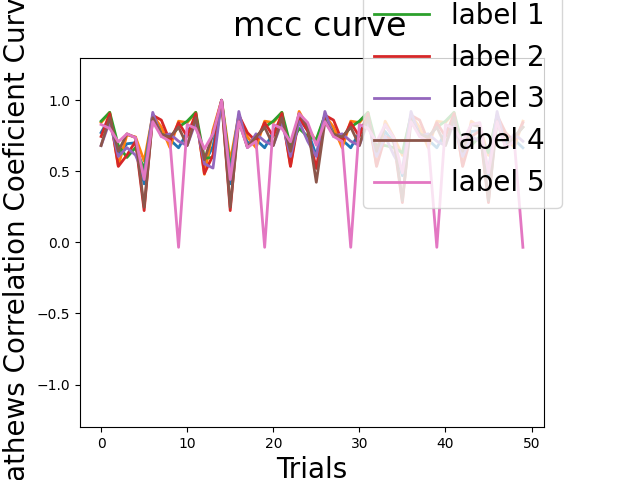 mcc curve
label 1
label 2
label 3
label 4
label 5
athews Correlation Coefficient Curv
1.0
0.5
0.0
−0.5
−1.0
0 10 20 30 40 50
Trials